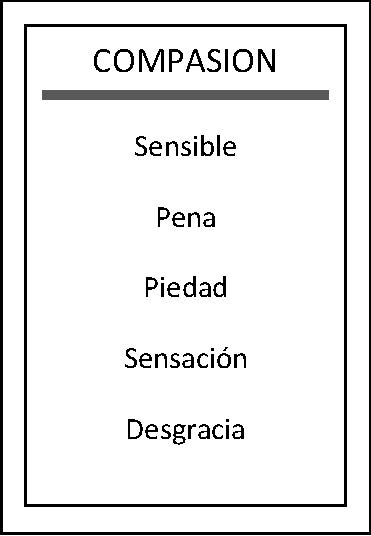 COMPASION
Sensible
Pena
Piedad
Sensación
Desgracia